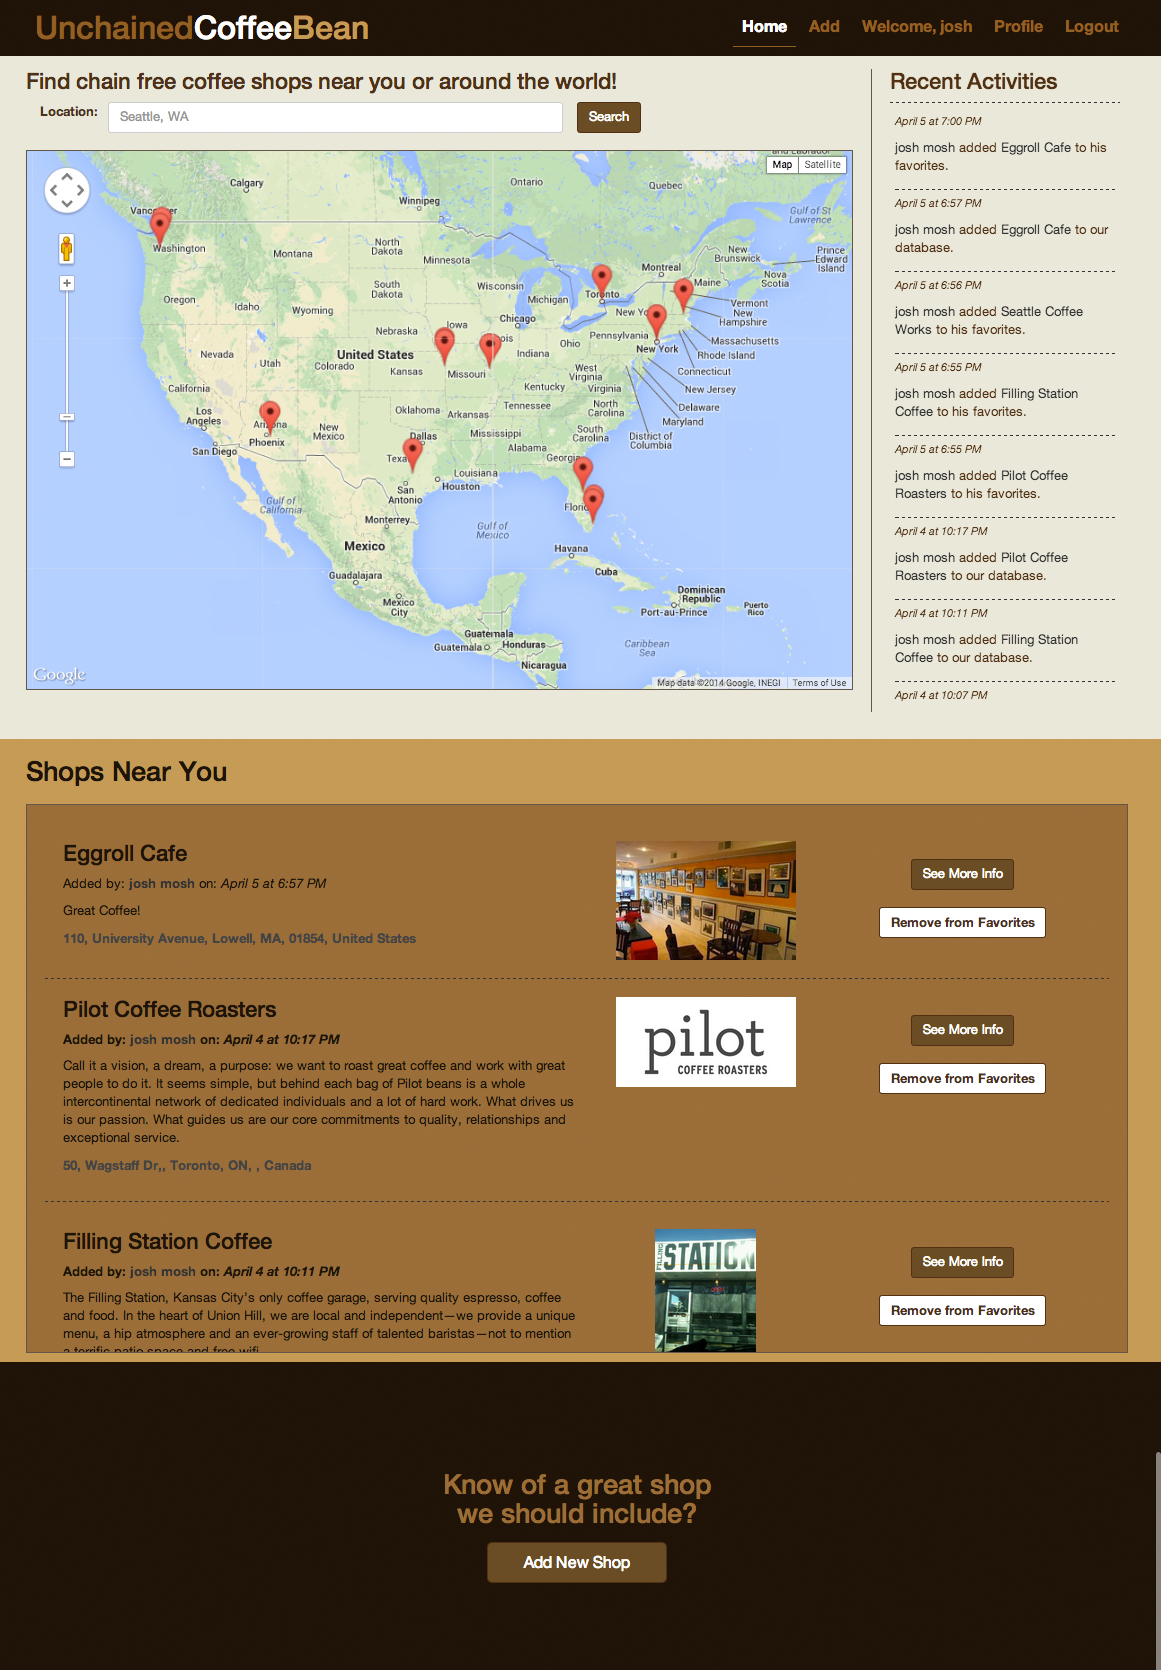 UnchainedCoffeeBean
Home Add Welcome, josh Profile Logout
Find chain free coffee shops near you or around the world!
Location: Seattle, WA Search
Map Satellite
and Labrador
Calgary
Ontario
Quebec
Winnipeg
Vancouver
Gulf of St
Lawrence
Washington
Montana
North
Dakota
Minnesota
Montreal
New
Brunswick
Prince
Edward
Island
Nova
Scotia
Maine
Oregon
Idaho
Wyoming
South
Dakota
Wisconsin
Michigan
Toronto
Vermont
New
Hampshire
Chicago
New Yo
Nebraska
Iowa
ois
Indiana
Ohio
Pennsylvania
Massachusetts
New York
Rhode Island
Nevada
Utah
Colorado
United States
Kansas
Missouri
West
Virginia
Connecticut
Kentucky
Virginia
New Jersey
California
Los
Angeles
Arizona
Phoenix
New
Mexico
Oklahoma
Arkansas
Tennessee
North
Carolina
Delaware
Maryland
San Diego
Dallas
Mississippi
Alabama
South
Carolina
District of
Columbia
Texa
Georgia
Louisiana
San
Antonio
Houston
Florid
Gulf of
California
Monterrey
Gulf of
Mexico
Mexico
Havana
Cuba
Guadalajara
Mexico
City
Dominican
Republic
Port-au-Prince
Puerto
Rico
Guatemala
Guatemala
Honduras
Caribbean
Sea
Nicaragua
Google
Map data ©2014 Google, INEGI Terms of Use
Recent Activities
April 5 at 7:00 PM
josh mosh added Eggroll Cafe to his
favorites.
April 5 at 6:57 PM
josh mosh added Eggroll Cafe to our
database.
April 5 at 6:56 PM
josh mosh added Seattle Coffee
Works to his favorites.
April 5 at 6:55 PM
josh mosh added Filling Station
Coffee to his favorites.
April 5 at 6:55 PM
josh mosh added Pilot Coffee
Roasters to his favorites.
April 4 at 10:17 PM
josh mosh added Pilot Coffee
Roasters to our database.
April 4 at 10:11 PM
josh mosh added Filling Station
Coffee to our database.
April 4 at 10:07 PM
Shops Near You
Eggroll Cafe
Added by: josh mosh on: April 5 at 6:57 PM
Great Coffee!
110, University Avenue, Lowell, MA, 01854, United States
See More Info
Remove from Favorites
Pilot Coffee Roasters
Added by: josh mosh on: April 4 at 10:17 PM
Call it a vision, a dream, a purpose: we want to roast great coffee and work with great
people to do it. It seems simple, but behind each bag of Pilot beans is a whole
intercontinental network of dedicated individuals and a lot of hard work. What drives us
is our passion. What guides us are our core commitments to quality, relationships and
exceptional service.
50, Wagstaff Dr,, Toronto, ON, , Canada
pilot
COFFEE ROASTERS
See More Info
Remove from Favorites
Filling Station Coffee
Added by: josh mosh on: April 4 at 10:11 PM
The Filling Station, Kansas City's only coffee garage, serving quality espresso, coffee
and food. In the heart of Union Hill, we are local and independent—we provide a unique
menu, a hip atmosphere and an ever-growing staff of talented baristas—not to mention
a terrific patio space and free wifi
FILLING
STATION
See More Info
Remove from Favorites
Know of a great shop
we should include?
Add New Shop